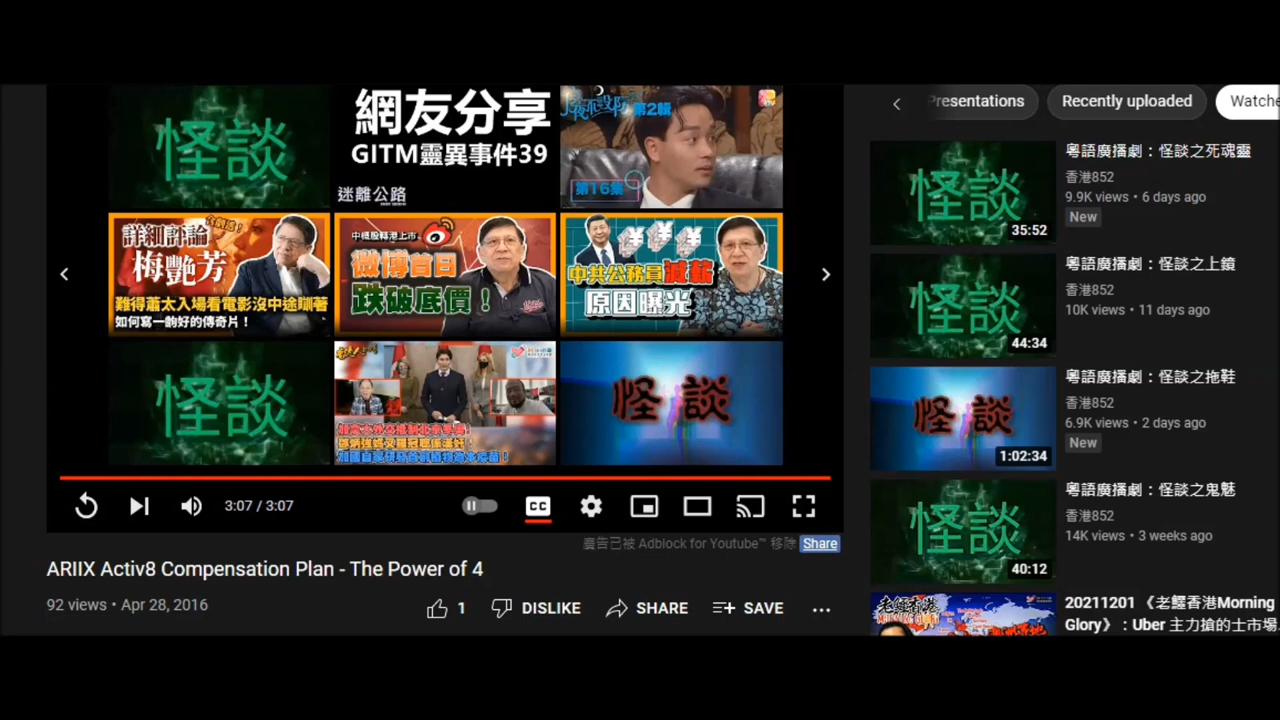 怪談
網友分享
GITM靈異事件39
迷離公路
第2輯
第16集
詳細評論
梅艷芳
難得蕭太入場看電影沒中途瞓著
如何寫一齣好的傳奇片！
中概股轉港上市
微博首日
跌破底價！
中共公務員減薪
原因曝光
怪談
怪談
3:07 / 3:07
CC
廣告已被 Adblock for Youtube™ 移除 Share
ARIIX Activ8 Compensation Plan - The Power of 4
92 views • Apr 28, 2016
1 DISLIKE SHARE SAVE
Presentations Recently uploaded Watche
怪談
35:52
粵語廣播劇：怪談之死魂靈
香港852
9.9K views • 6 days ago
New
怪談
44:34
粵語廣播劇：怪談之上鏡
香港852
10K views • 11 days ago
怪談
1:02:34
粵語廣播劇：怪談之拖鞋
香港852
6.9K views • 2 days ago
New
怪談
40:12
粵語廣播劇：怪談之鬼魅
香港852
14K views • 3 weeks ago
老鱷香港
MORNING GLORY
20211201 《老鱷香港Morning
Glory》：Uber 主力搶的士市場